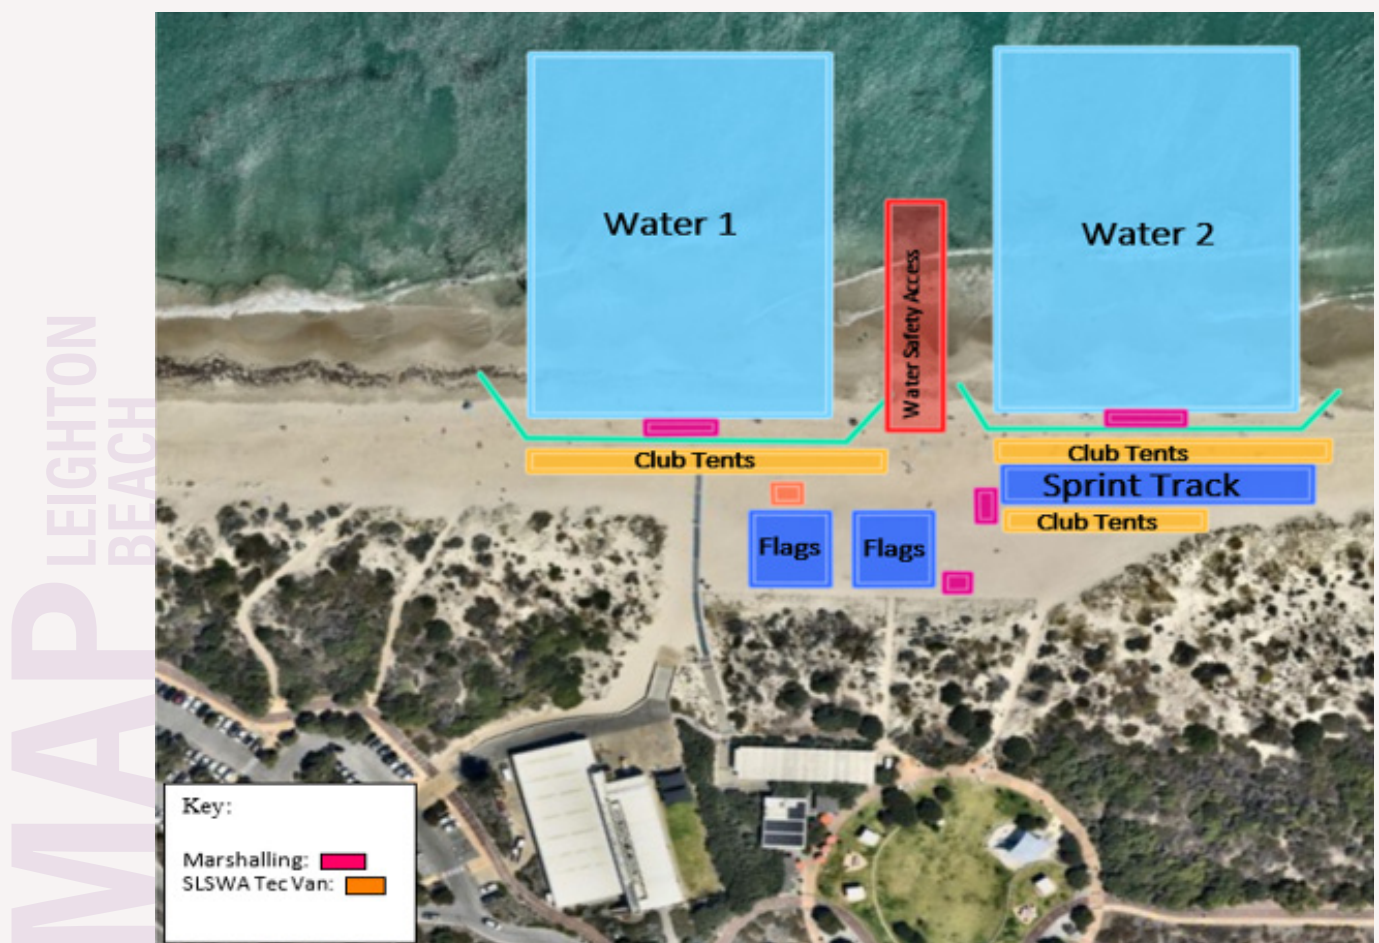 MAP
LEIGHTON
BEACH
Water 1
Water 2
Water Safety Access
Club Tents
Club Tents
Sprint Track
Club Tents
Flags
Flags
Key:
Marshalling:
SLSWA Tec Van: